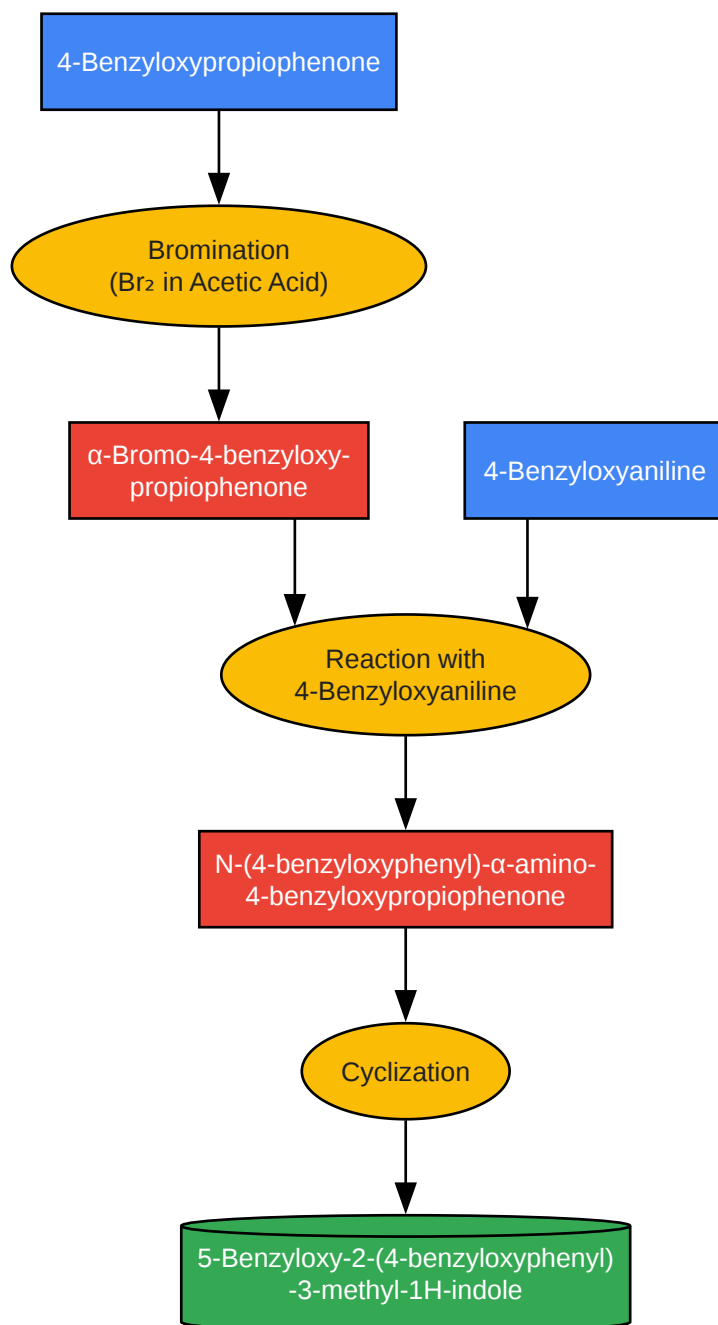 4-Benzyloxypropiophenone
Bromination
(Br₂ in Acetic Acid)
α-Bromo-4-benzyloxy-
propiophenone
4-Benzyloxyaniline
Reaction with
4-Benzyloxyaniline
N-(4-benzyloxyphenyl)-α-amino-
4-benzyloxypropiophenone
Cyclization
5-Benzyloxy-2-(4-benzyloxyphenyl)
-3-methyl-1H-indole